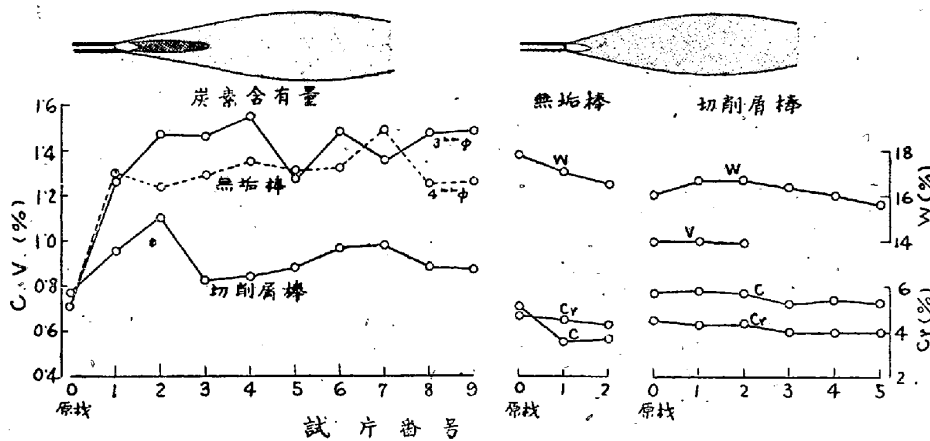 炭素含有量
無垢棒
切削屑棒
C.V.(%)
1.6
1.4
1.2
1.0
0.8
0.6
0.4
3mmφ
無垢棒
4mmφ
切削屑棒
0 1 2 3 4 5 6 7 8 9
原材
W
Cr
C
0 1 2
原材
W
V
C
Cr
0 1 2 3 4 5
原材
18
16
14
W(%)
6
4
2
Cr(%)
試片番号